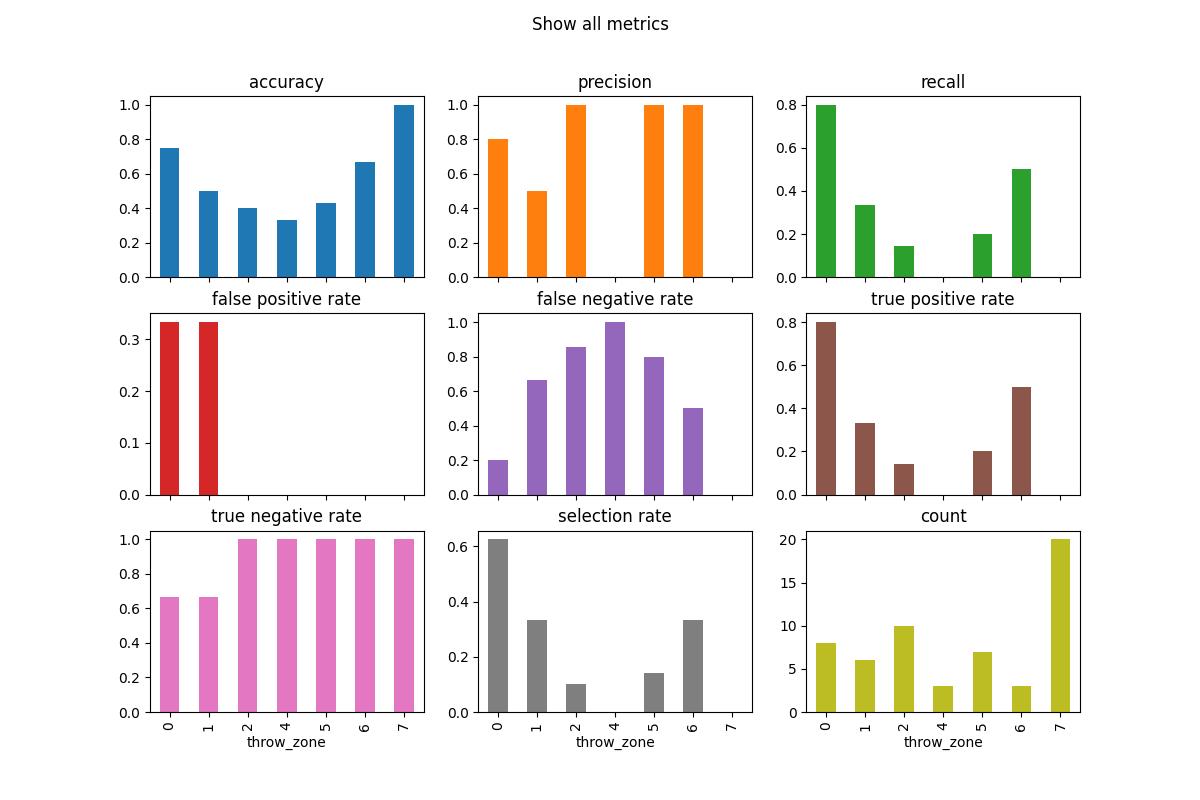 Show all metrics
accuracy
1.0
0.8
0.6
0.4
0.2
0.0
precision
1.0
0.8
0.6
0.4
0.2
0.0
recall
0.8
0.6
0.4
0.2
0.0
false positive rate
0.3
0.2
0.1
0.0
false negative rate
1.0
0.8
0.6
0.4
0.2
0.0
true positive rate
0.8
0.6
0.4
0.2
0.0
true negative rate
1.0
0.8
0.6
0.4
0.2
0.0
0 1 2 4 5 6 7
throw_zone
selection rate
0.6
0.4
0.2
0.0
0 1 2 4 5 6 7
throw_zone
count
20
15
10
5
0
0 1 2 4 5 6 7
throw_zone